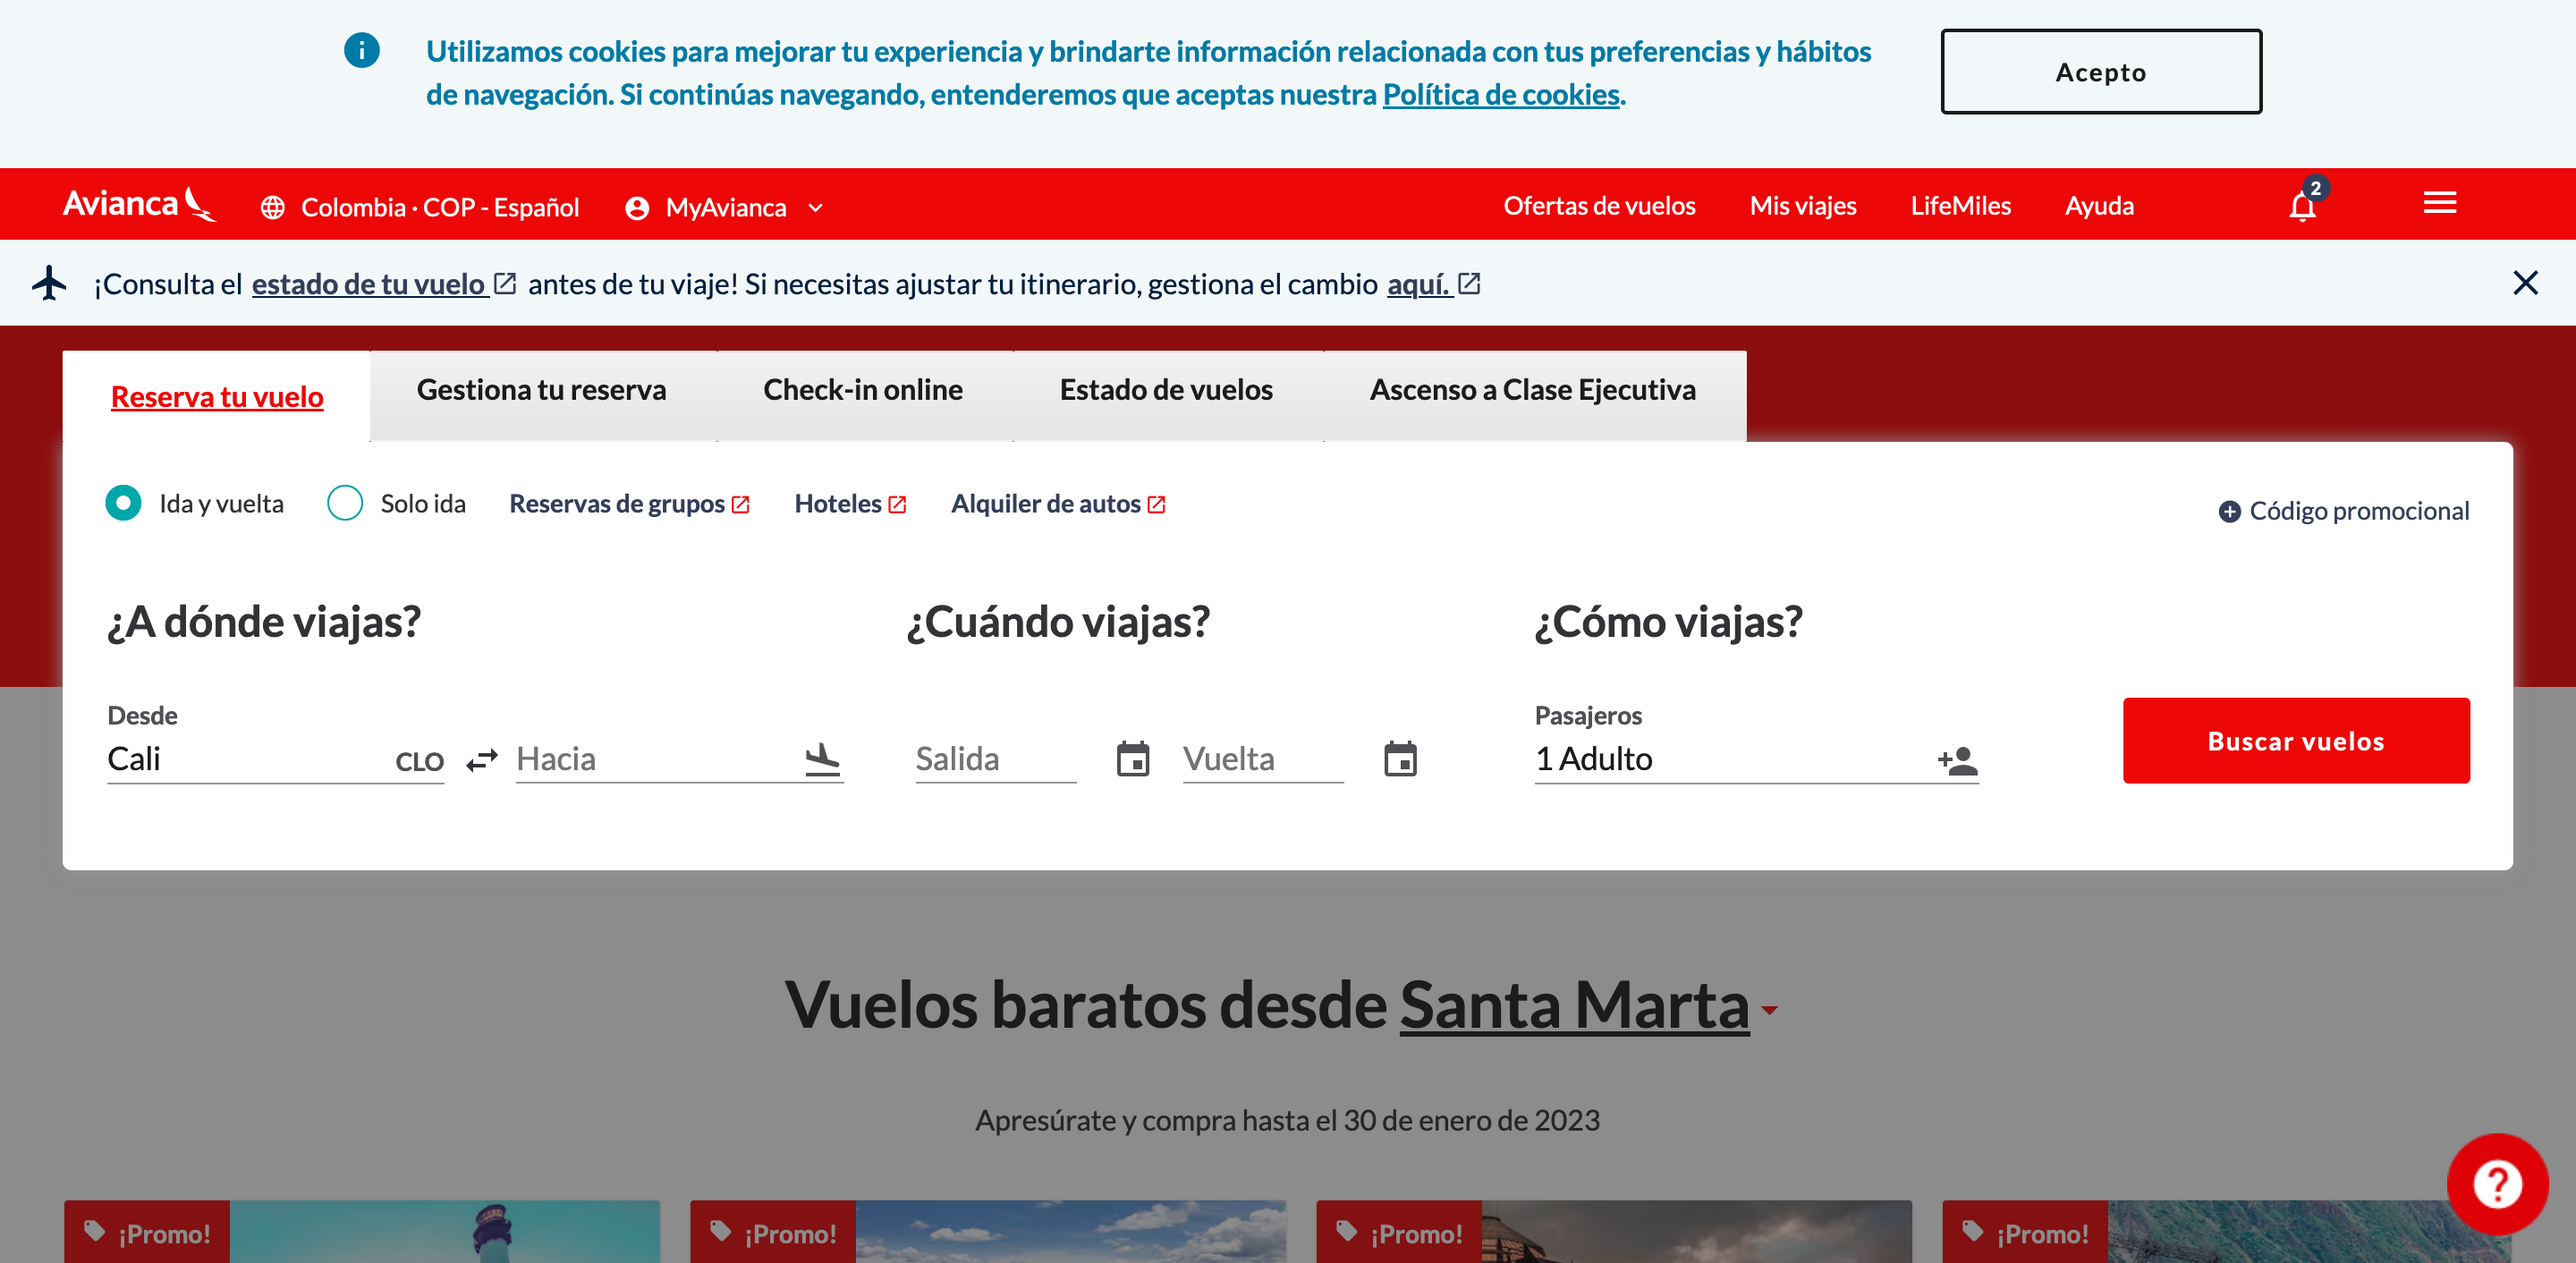 Utilizamos cookies para mejorar tu experiencia y brindarte información relacionada con tus preferencias y hábitos
de navegación. Si continúas navegando, entenderemos que aceptas nuestra Política de cookies.
Acepto
Avianca
Colombia · COP - Español
MyAvianca
Ofertas de vuelos
Mis viajes
LifeMiles
Ayuda
2
¡Consulta el estado de tu vuelo antes de tu viaje! Si necesitas ajustar tu itinerario, gestiona el cambio aquí.
Reserva tu vuelo
Gestiona tu reserva
Check-in online
Estado de vuelos
Ascenso a Clase Ejecutiva
Ida y vuelta
Solo ida
Reservas de grupos
Hoteles
Alquiler de autos
Código promocional
¿A dónde viajas?
¿Cuándo viajas?
¿Cómo viajas?
Desde
Cali
CLO
Hacia
Salida
Vuelta
Pasajeros
1 Adulto
Buscar vuelos
Vuelos baratos desde Santa Marta
Apresúrate y compra hasta el 30 de enero de 2023
¡Promo!
¡Promo!
¡Promo!
¡Promo!